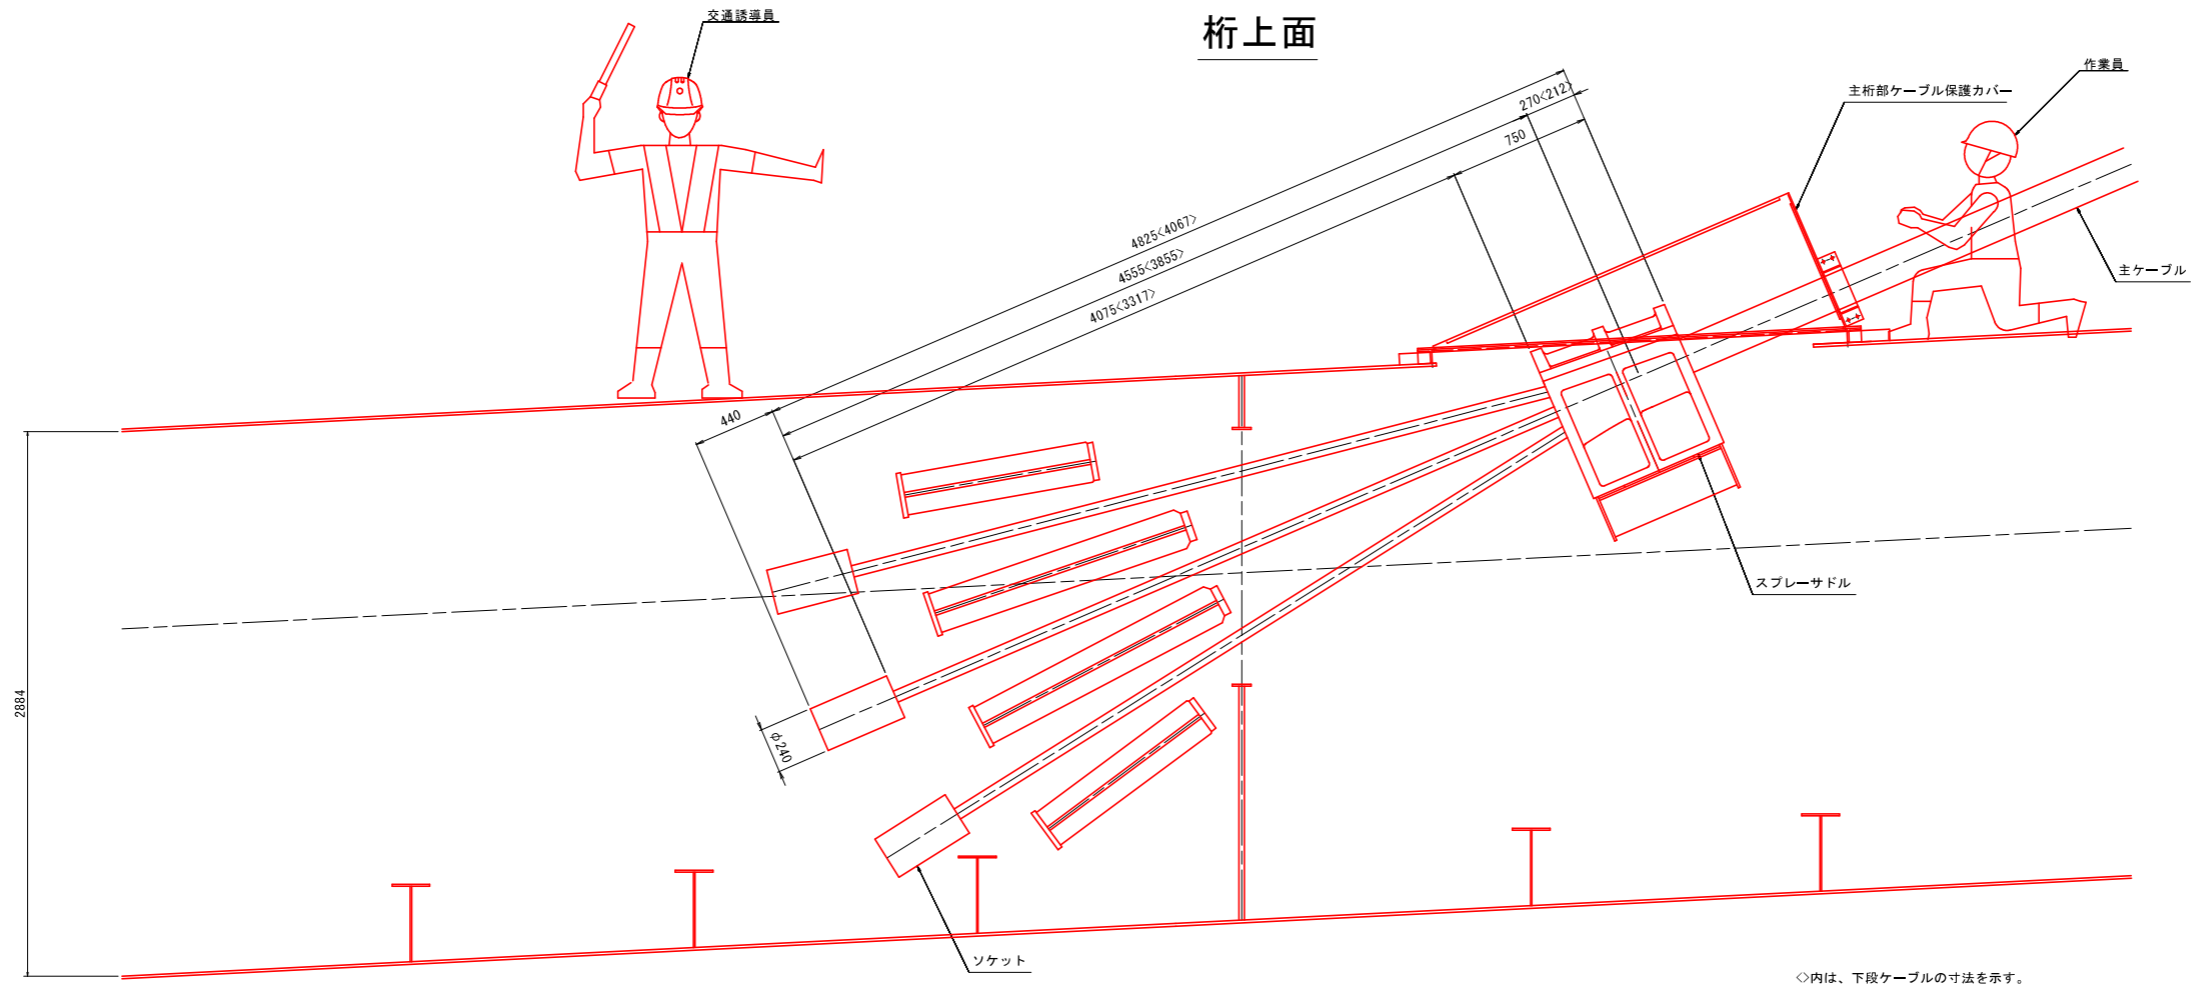 桁上面
交通誘導員
作業員
主桁部ケーブル保護カバー
270<212>
750
4825<4067>
4555<3855>
4075<3317>
主ケーブル
440
スプレーサドル
2884
φ240
ソケット
<>内は、下段ケーブルの寸法を示す。